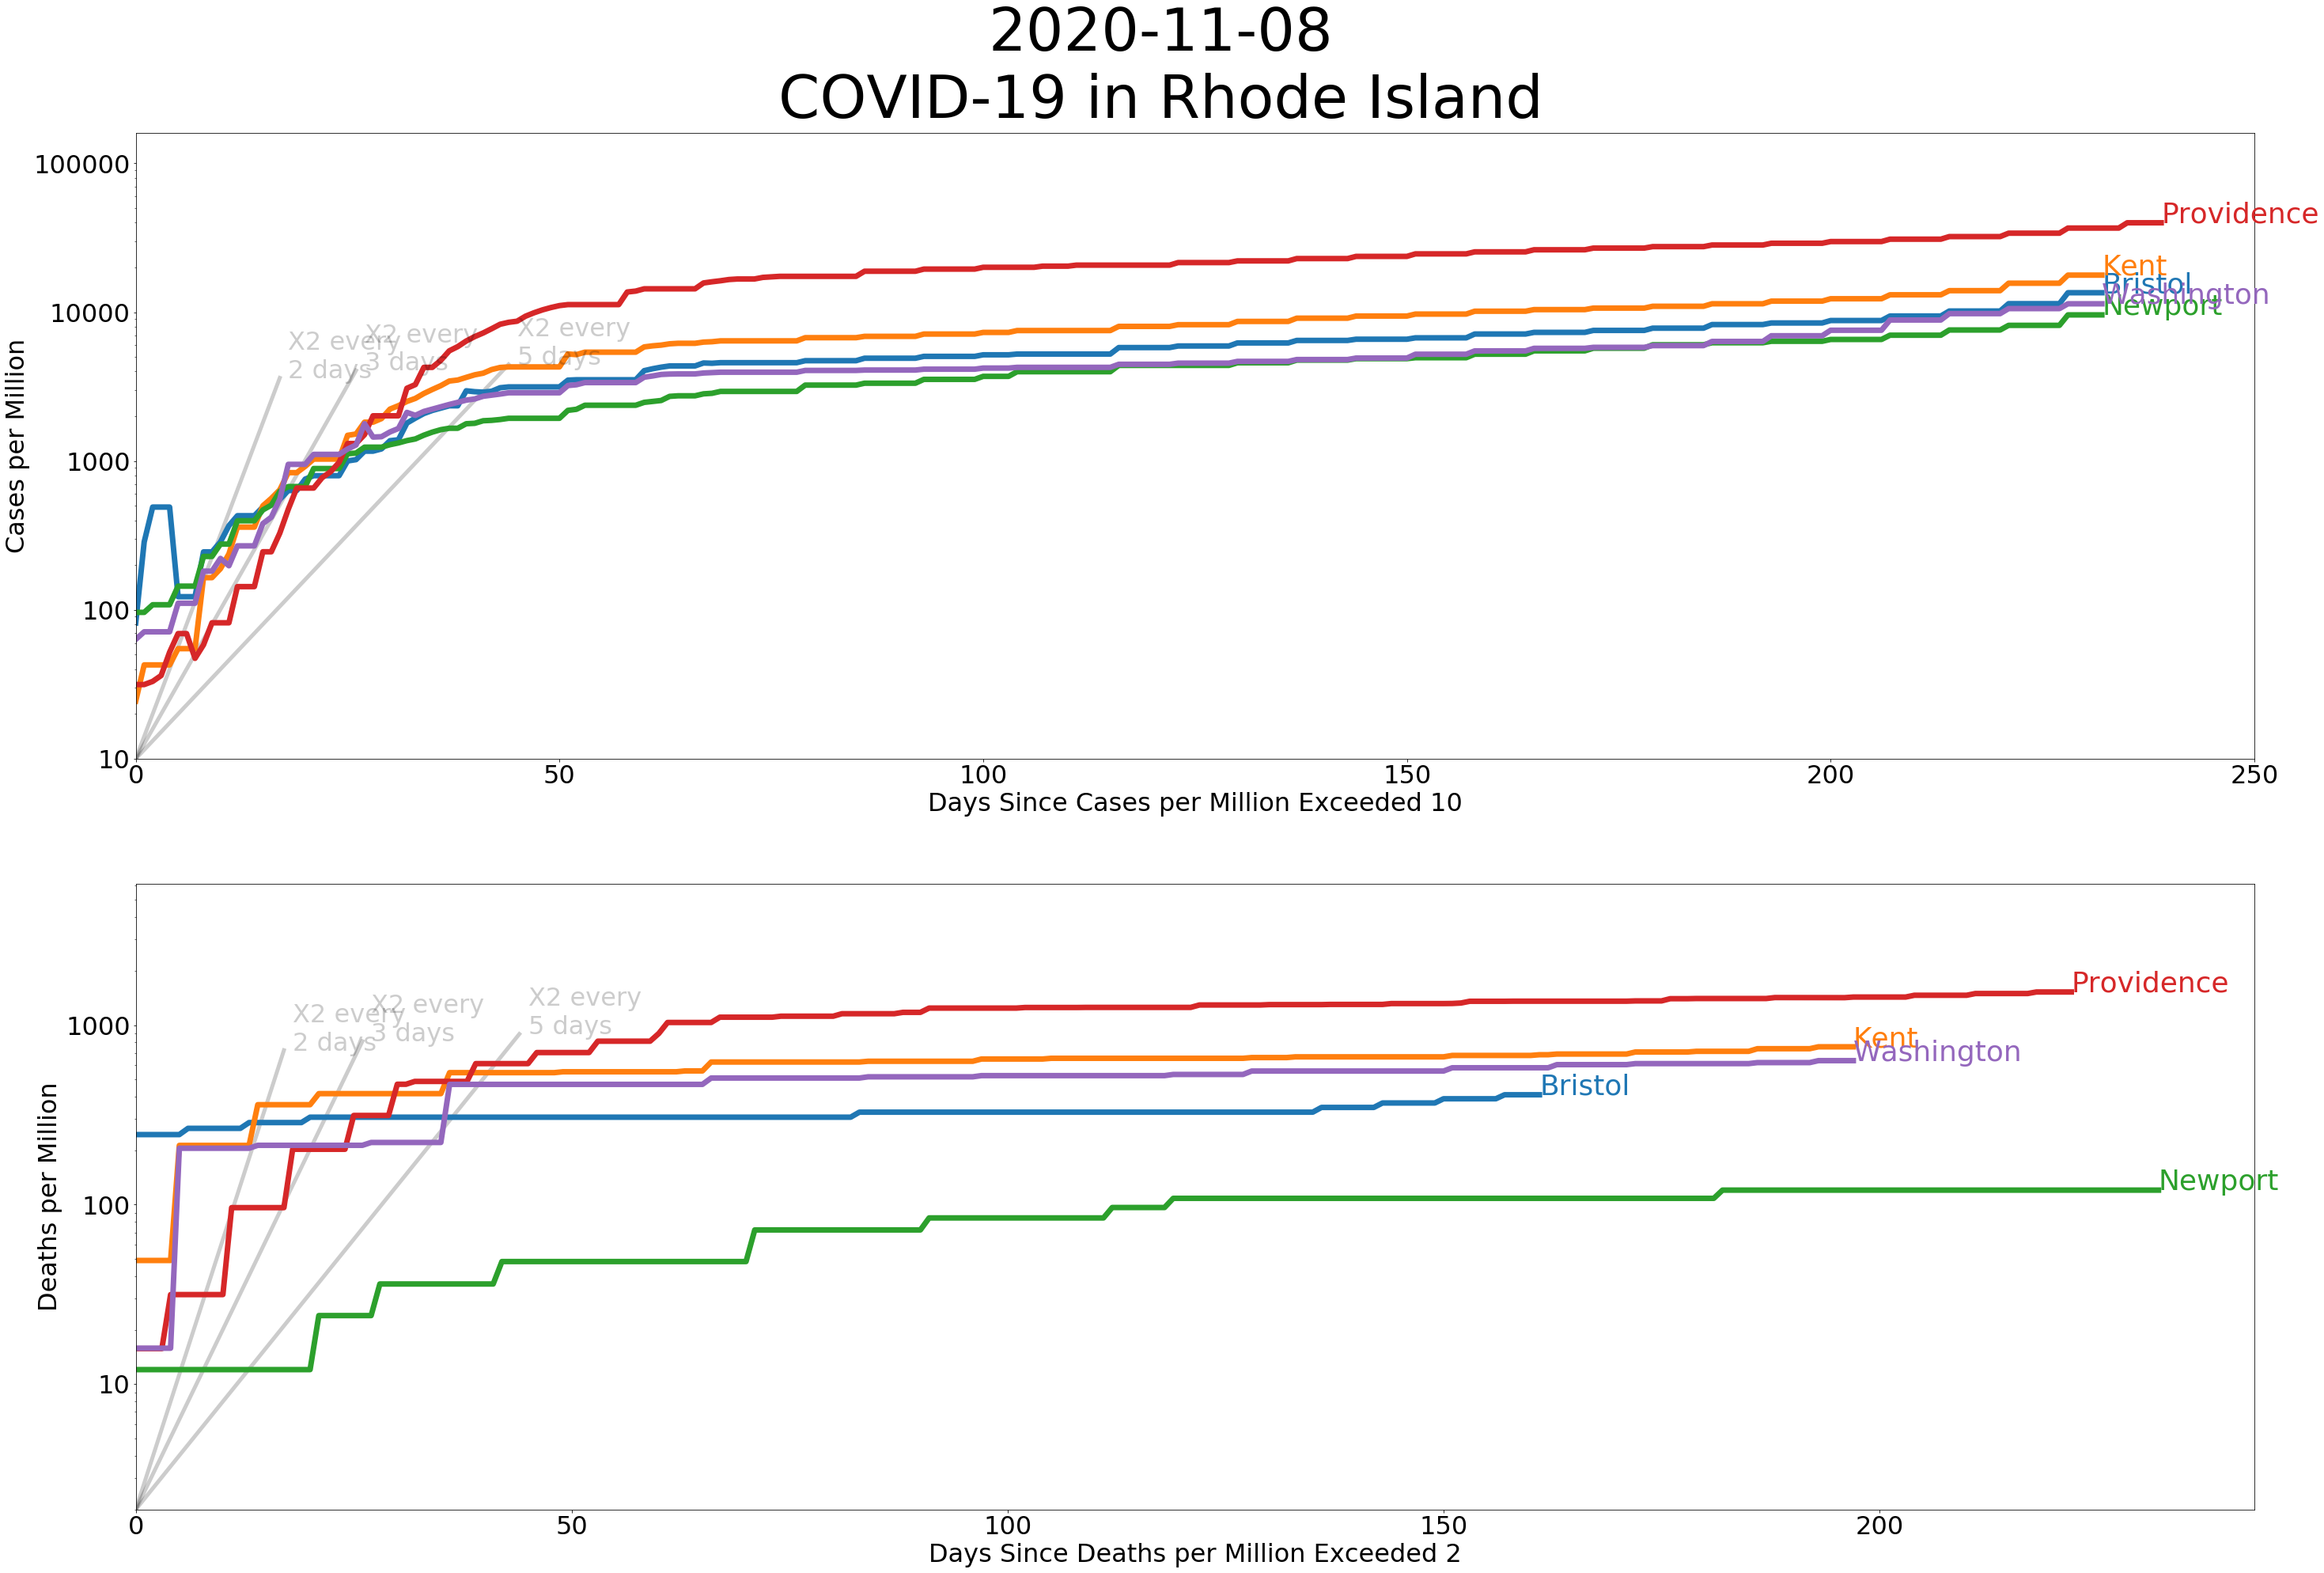 2020-11-08
COVID-19 in Rhode Island
100000
10000
1000
100
10
Cases per Million
X2 every
2 days
X2 every
3 days
X2 every
5 days
Providence
Kent
Bristol
Washington
Newport
0
50
100
150
200
250
Days Since Cases per Million Exceeded 10
1000
100
10
Deaths per Million
X2 every
2 days
X2 every
3 days
X2 every
5 days
Providence
Kent
Washington
Bristol
Newport
0
50
100
150
200
Days Since Deaths per Million Exceeded 2